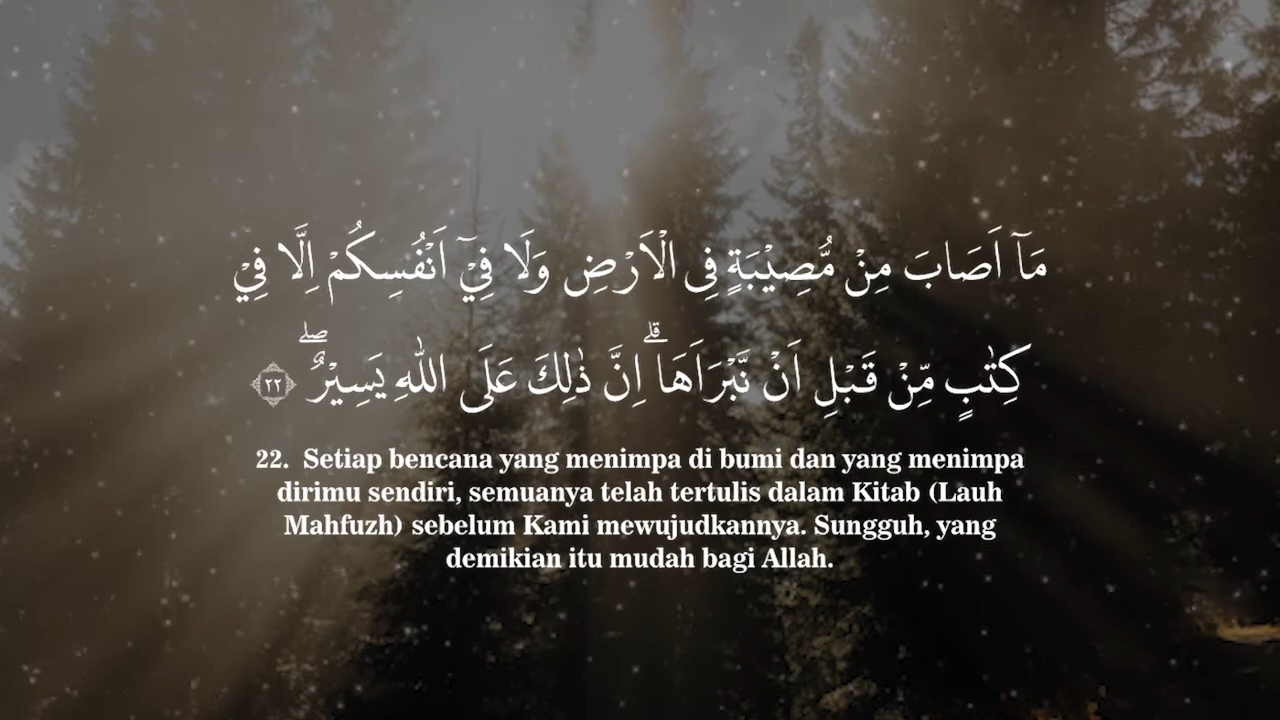 مَآ اَصَابَ مِنْ مُّصِيْبَةٍ فِى الْاَرْضِ وَلَا فِيْٓ اَنْفُسِكُمْ اِلَّا فِيْ
كِتٰبٍ مِّنْ قَبْلِ اَنْ نَّبْرَاَهَا ۗاِنَّ ذٰلِكَ عَلَى اللّٰهِ يَسِيْرٌ ۖ ٢٢
22. Setiap bencana yang menimpa di bumi dan yang menimpa
dirimu sendiri, semuanya telah tertulis dalam Kitab (Lauh
Mahfuzh) sebelum Kami mewujudkannya. Sungguh, yang
demikian itu mudah bagi Allah.